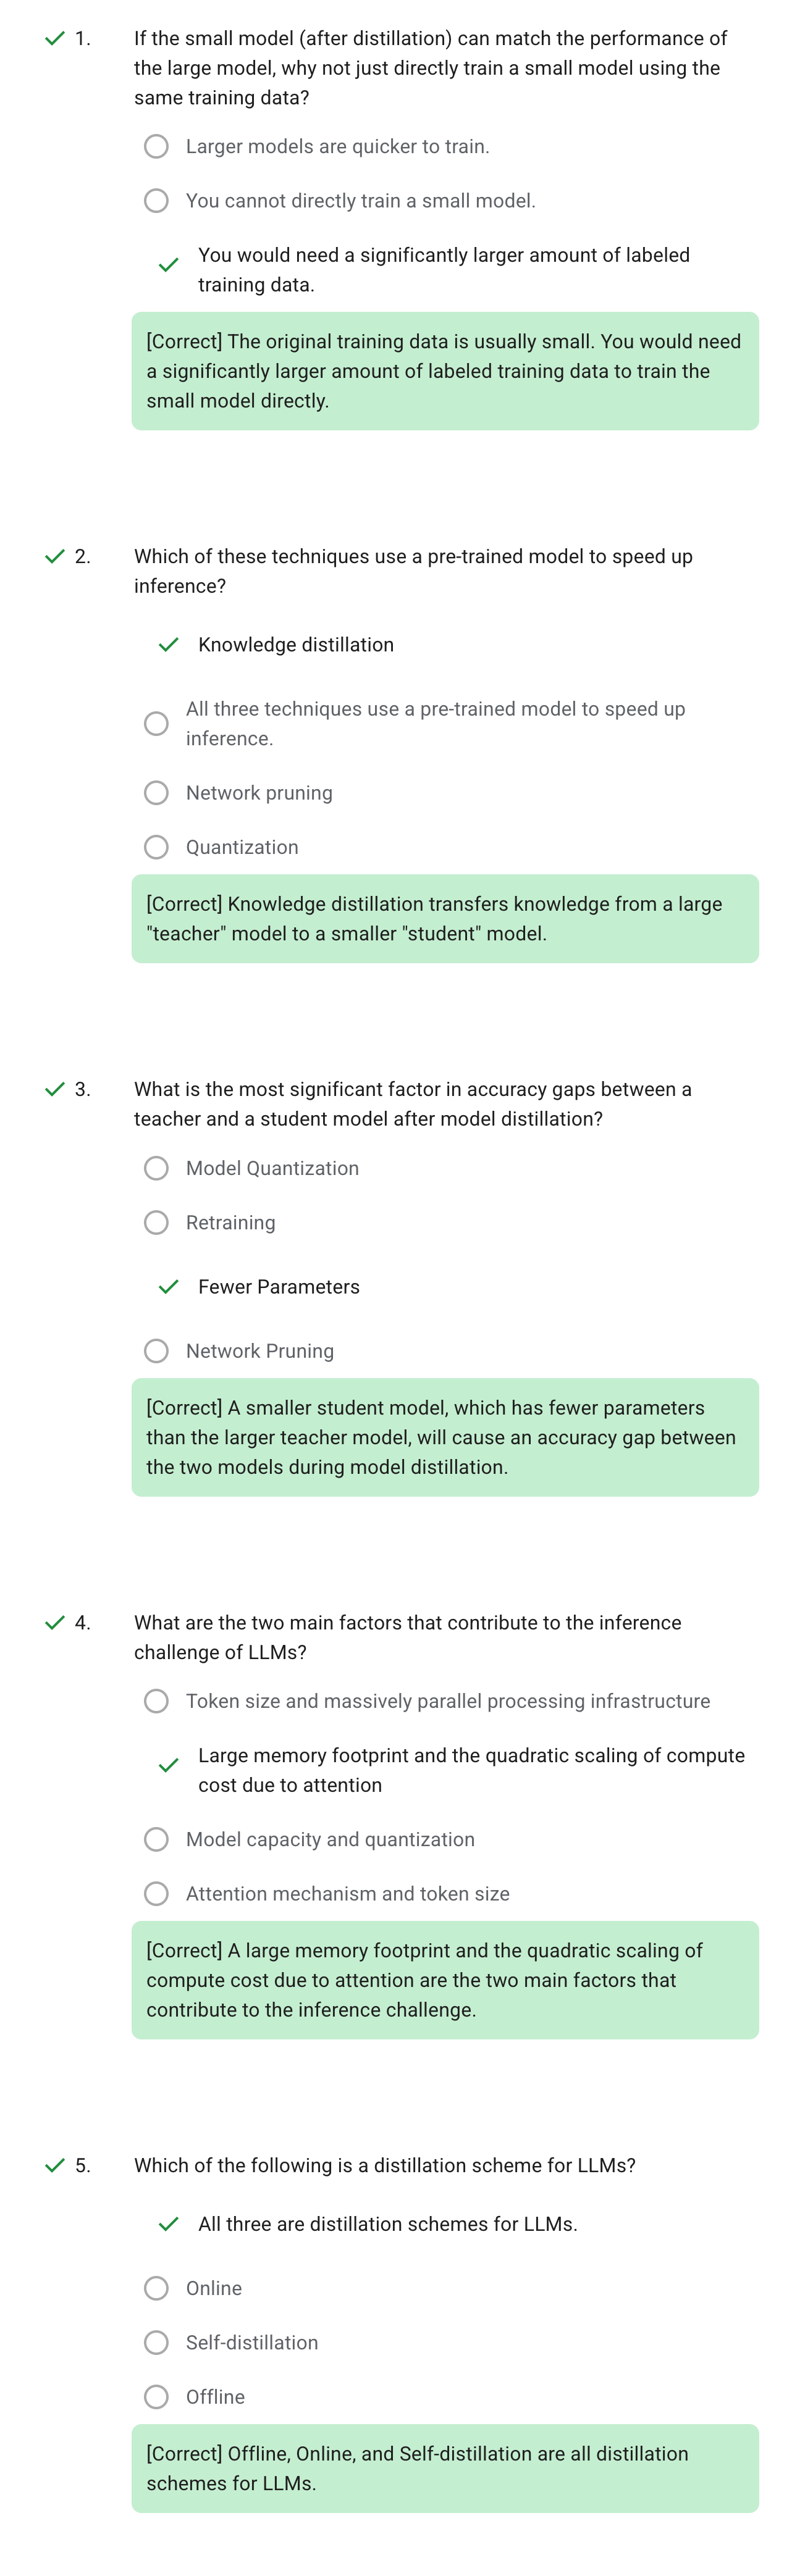 1.
If the small model (after distillation) can match the performance of
the large model, why not just directly train a small model using the
same training data?
Larger models are quicker to train.
You cannot directly train a small model.
You would need a significantly larger amount of labeled
training data.
[Correct] The original training data is usually small. You would need
a significantly larger amount of labeled training data to train the
small model directly.
2.
Which of these techniques use a pre-trained model to speed up
inference?
Knowledge distillation
All three techniques use a pre-trained model to speed up
inference.
Network pruning
Quantization
[Correct] Knowledge distillation transfers knowledge from a large
"teacher" model to a smaller "student" model.
3.
What is the most significant factor in accuracy gaps between a
teacher and a student model after model distillation?
Model Quantization
Retraining
Fewer Parameters
Network Pruning
[Correct] A smaller student model, which has fewer parameters
than the larger teacher model, will cause an accuracy gap between
the two models during model distillation.
4.
What are the two main factors that contribute to the inference
challenge of LLMs?
Token size and massively parallel processing infrastructure
Large memory footprint and the quadratic scaling of compute
cost due to attention
Model capacity and quantization
Attention mechanism and token size
[Correct] A large memory footprint and the quadratic scaling of
compute cost due to attention are the two main factors that
contribute to the inference challenge.
5.
Which of the following is a distillation scheme for LLMs?
All three are distillation schemes for LLMs.
Online
Self-distillation
Offline
[Correct] Offline, Online, and Self-distillation are all distillation
schemes for LLMs.